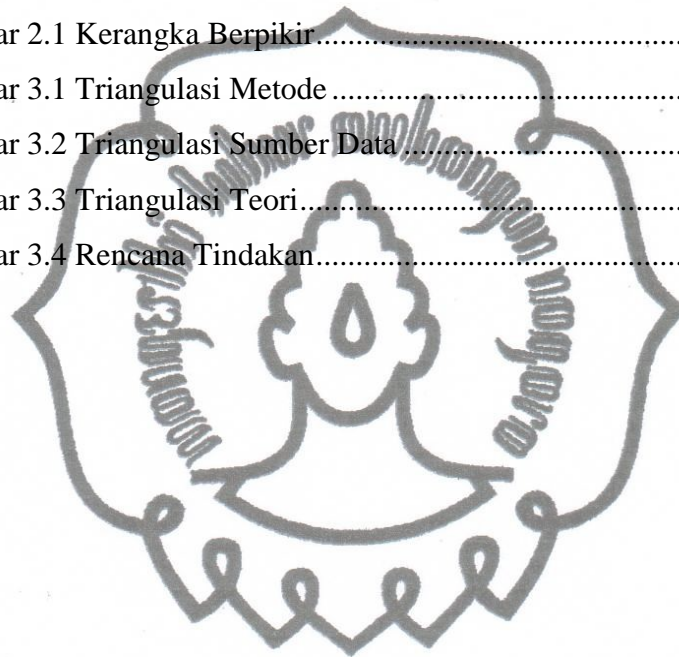 ar 2.1 Kerangka Berpikir
ar 3.1 Triangulasi Metode
ar 3.2 Triangulasi Sumber Data
ar 3.3 Triangulasi Teori
ar 3.4 Rencana Tindakan